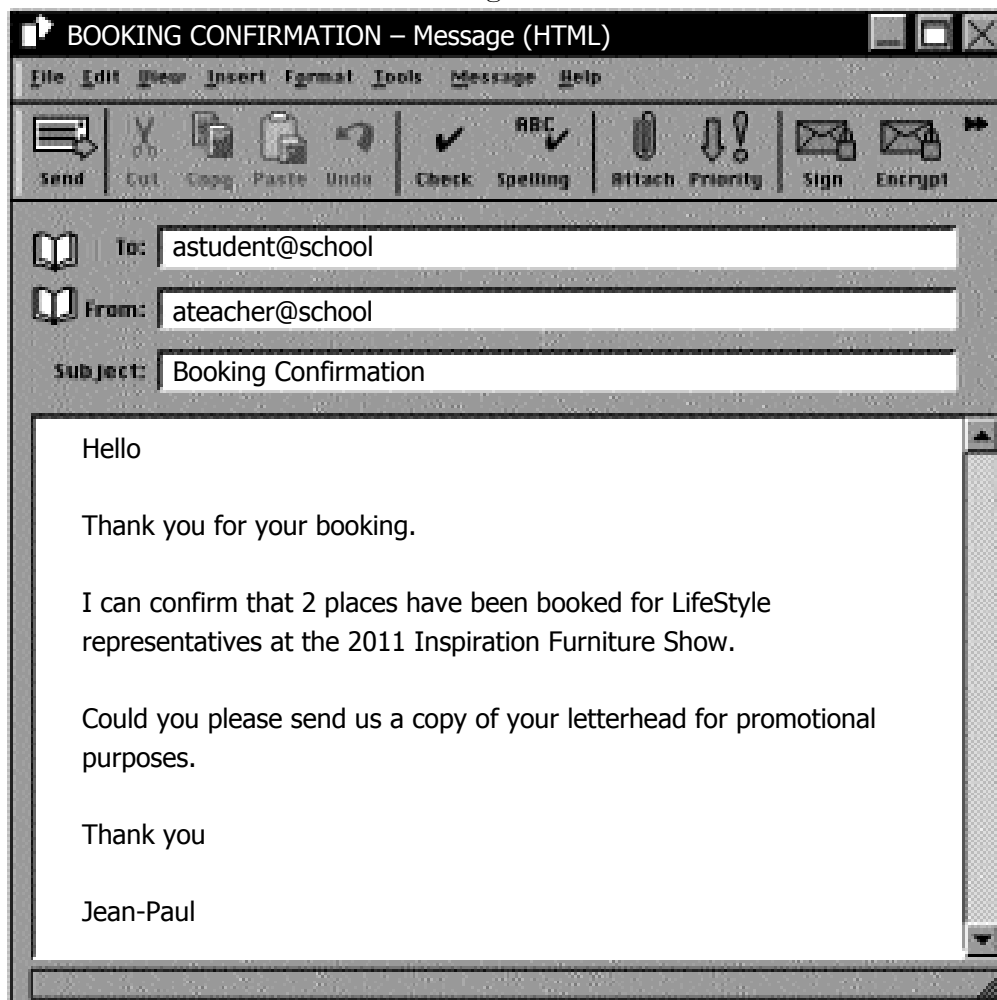 BOOKING CONFIRMATION – Message (HTML)
File Edit View Insert Format Tools Message Help
ABC
Send Cut Copy Paste Undo Check Spelling Attach Priority Sign Encrypt
To: astudent@school
From: ateacher@school
Subject: Booking Confirmation
Hello
Thank you for your booking.
I can confirm that 2 places have been booked for LifeStyle
representatives at the 2011 Inspiration Furniture Show.
Could you please send us a copy of your letterhead for promotional
purposes.
Thank you
Jean-Paul